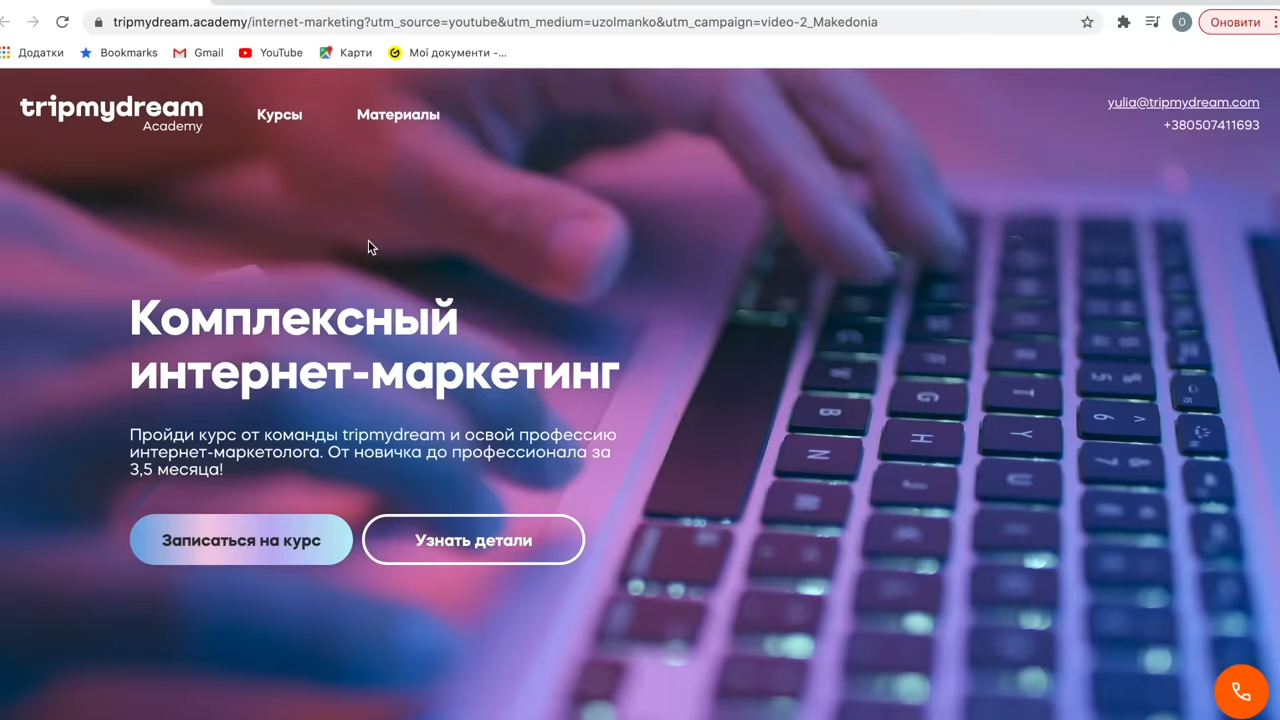 tripmydream.academy/internet-marketing?utm_source=youtube&utm_medium=uzolmanko&utm_campaign=video-2_Makedonia
O
Оновити
Додатки
Bookmarks
Gmail
YouTube
Карти
Мої документи -...
tripmydream
Academy
Курсы
Материалы
yulia@tripmydream.com
+380507411693
Комплексный
интернет-маркетинг
Пройди курс от команды tripmydream и освой профессию
интернет-маркетолога. От новичка до профессионала за
3,5 месяца!
Записаться на курс
Узнать детали